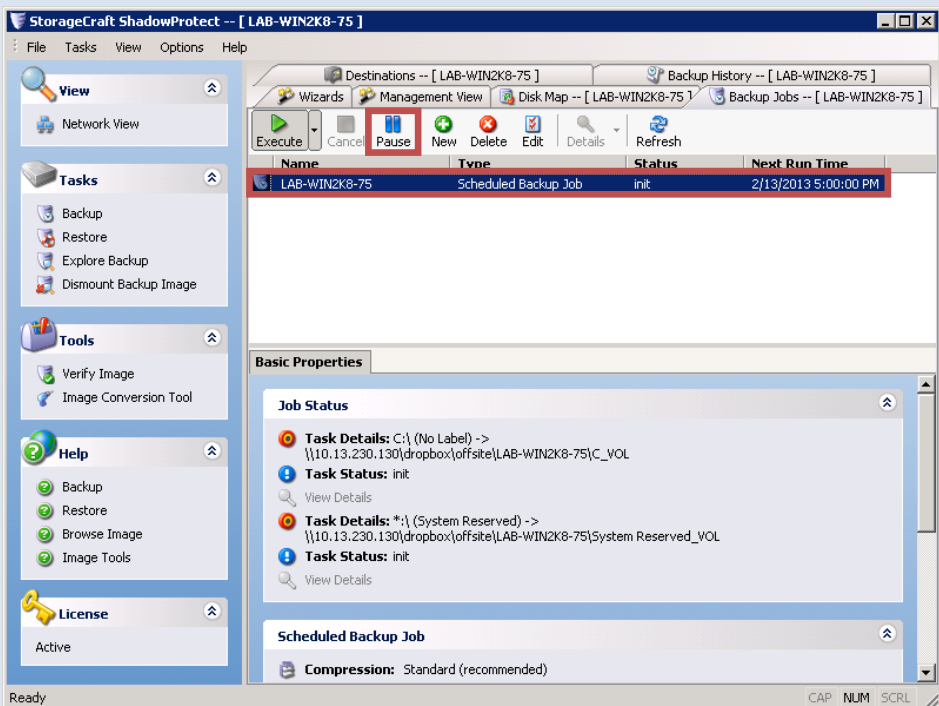 StorageCraft ShadowProtect -- [ LAB-WIN2K8-75 ]
File Tasks View Options Help
View
Network View
Tasks
Backup
Restore
Explore Backup
Dismount Backup Image
Tools
Verify Image
Image Conversion Tool
Help
Backup
Restore
Browse Image
Image Tools
License
Active
Destinations -- [ LAB-WIN2K8-75 ] Backup History -- [ LAB-WIN2K8-75 ]
Wizards Management View Disk Map -- [ LAB-WIN2K8-75 ] Backup Jobs -- [ LAB-WIN2K8-75 ]
Execute Cancel Pause New Delete Edit Details Refresh
Name Type Status Next Run Time
LAB-WIN2K8-75 Scheduled Backup Job init 2/13/2013 5:00:00 PM
Basic Properties
Job Status
Task Details: C:\ (No Label) ->
\\10.13.230.130\dropbox\offsite\LAB-WIN2K8-75\C_VOL
Task Status: init
View Details
Task Details: *:\ (System Reserved) ->
\\10.13.230.130\dropbox\offsite\LAB-WIN2K8-75\System Reserved_VOL
Task Status: init
View Details
Scheduled Backup Job
Compression: Standard (recommended)
Ready CAP NUM SCRL